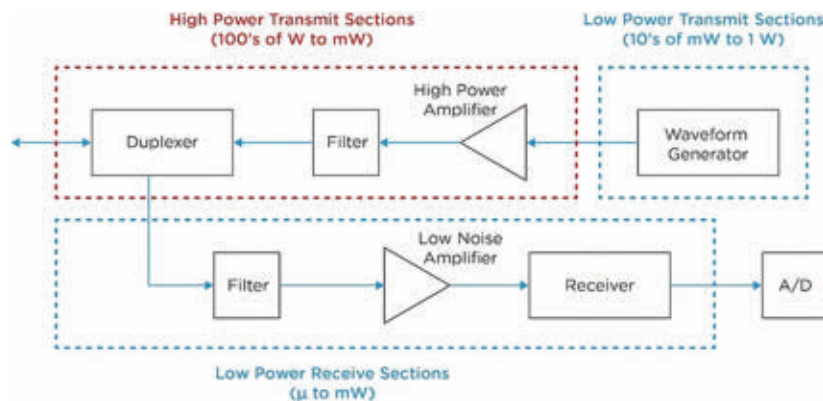 High Power Transmit Sections
(100's of W to mW)
Low Power Transmit Sections
(10's of mW to 1 W)
High Power
Amplifier
Duplexer
Filter
Waveform
Generator
Low Noise
Amplifier
Filter
Receiver
A/D
Low Power Receive Sections
(µ to mW)